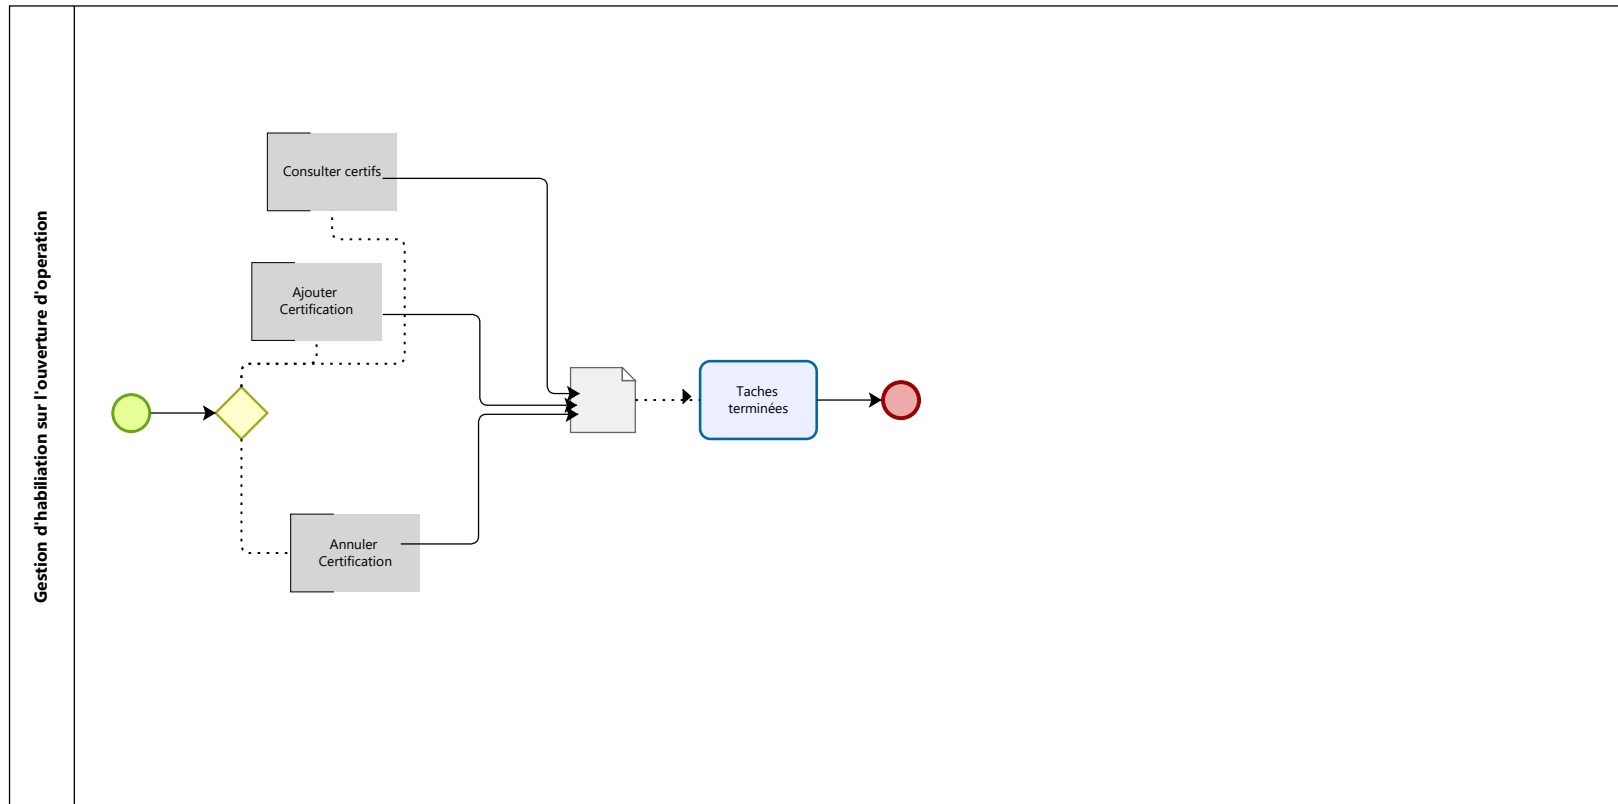 Gestion d'habiliation sur l'ouverture d'operation
Consulter certifs
Ajouter
Certification
Taches
terminées
Annuler
Certification